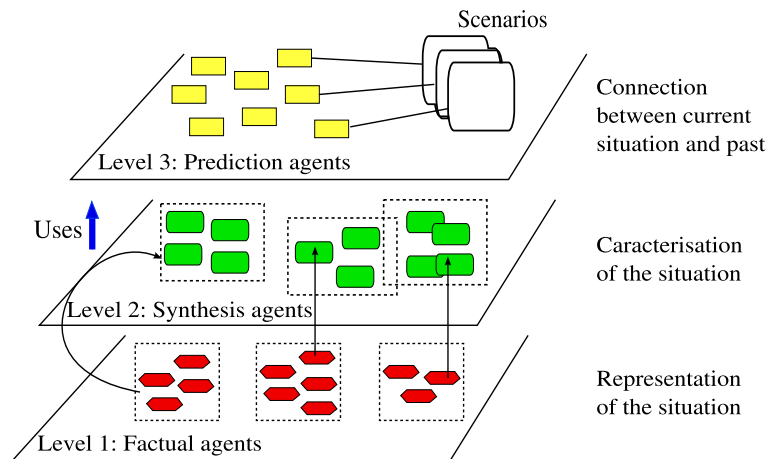 Scenarios
Connection
between current
situation and past
Level 3: Prediction agents
Uses
Caracterisation
of the situation
Level 2: Synthesis agents
Representation
of the situation
Level 1: Factual agents